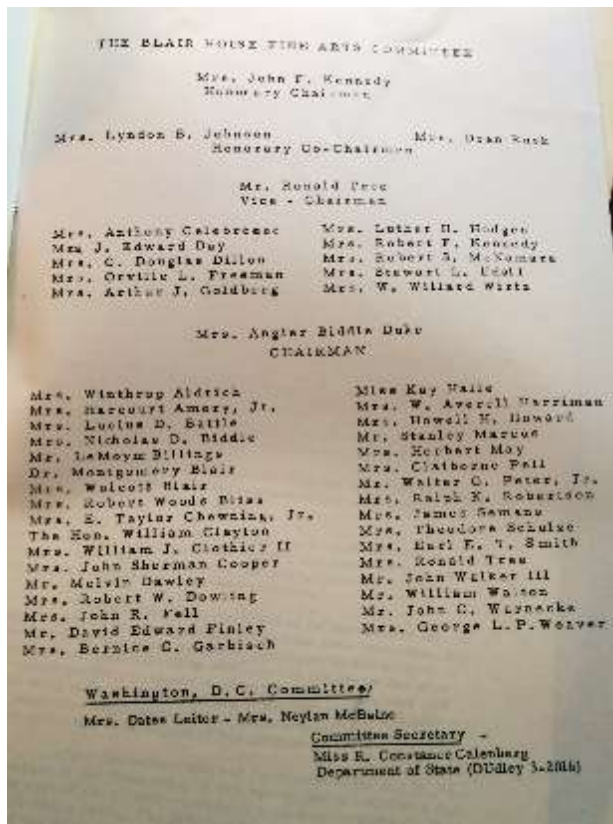 THE BLAIR HOUSE FINE ARTS COMMITTEE
Mrs. John F. Kennedy
Honorary Chairman
Mrs. Lyndon B. Johnson
Mrs. Dean Rusk
Honorary Co-Chairmen
Mr. Ronald Tree
Vice - Chairman
Mrs. Anthony Celebrezze
Mrs J. Edward Day
Mrs. C. Douglas Dillon
Mrs. Orville L. Freeman
Mrs. Arthur J. Goldberg
Mrs. Luther H. Hodges
Mrs. Robert F. Kennedy
Mrs. Robert S. McNamara
Mrs. Stewart L. Udall
Mrs. W. Willard Wirtz
Mrs. Angier Biddle Duke
CHAIRMAN
Mrs. Winthrop Aldrich
Mrs. Harcourt Amory, Jr.
Mrs. Lucius D. Battle
Mrs. Nicholas D. Biddle
Mr. LeMoyne Billings
Dr. Montgomery Blair
Mrs. Wolcott Blair
Mrs. Robert Woods Bliss
Mrs. E. Taylor Chewning, Jr.
The Hon. William Clayton
Mrs. William J. Clothier II
Mrs. John Sherman Cooper
Mr. Melvin Dawley
Mrs. Robert W. Dowling
Mrs. John R. Fell
Mr. David Edward Finley
Mrs. Bernice C. Garbisch
Miss Kay Halle
Mrs. W. Averell Harriman
Mrs. Howell H. Howard
Mr. Stanley Marcus
Mrs. Herbert May
Mrs. Claiborne Pell
Mr. Walter G. Peter, Jr.
Mrs. Ralph K. Robertson
Mrs. James Semans
Mrs. Theodore Schulze
Mrs. Earl E. T. Smith
Mrs. Ronald Tree
Mr. John Walker III
Mr. William Walton
Mr. John C. Warnecke
Mrs. George L. P. Weaver
Washington, D.C. Committee
Mrs. Oates Leiter - Mrs. Neylan McBaine
Committee Secretary -
Miss R. Constance
Department of State (DUdley 3-2016)